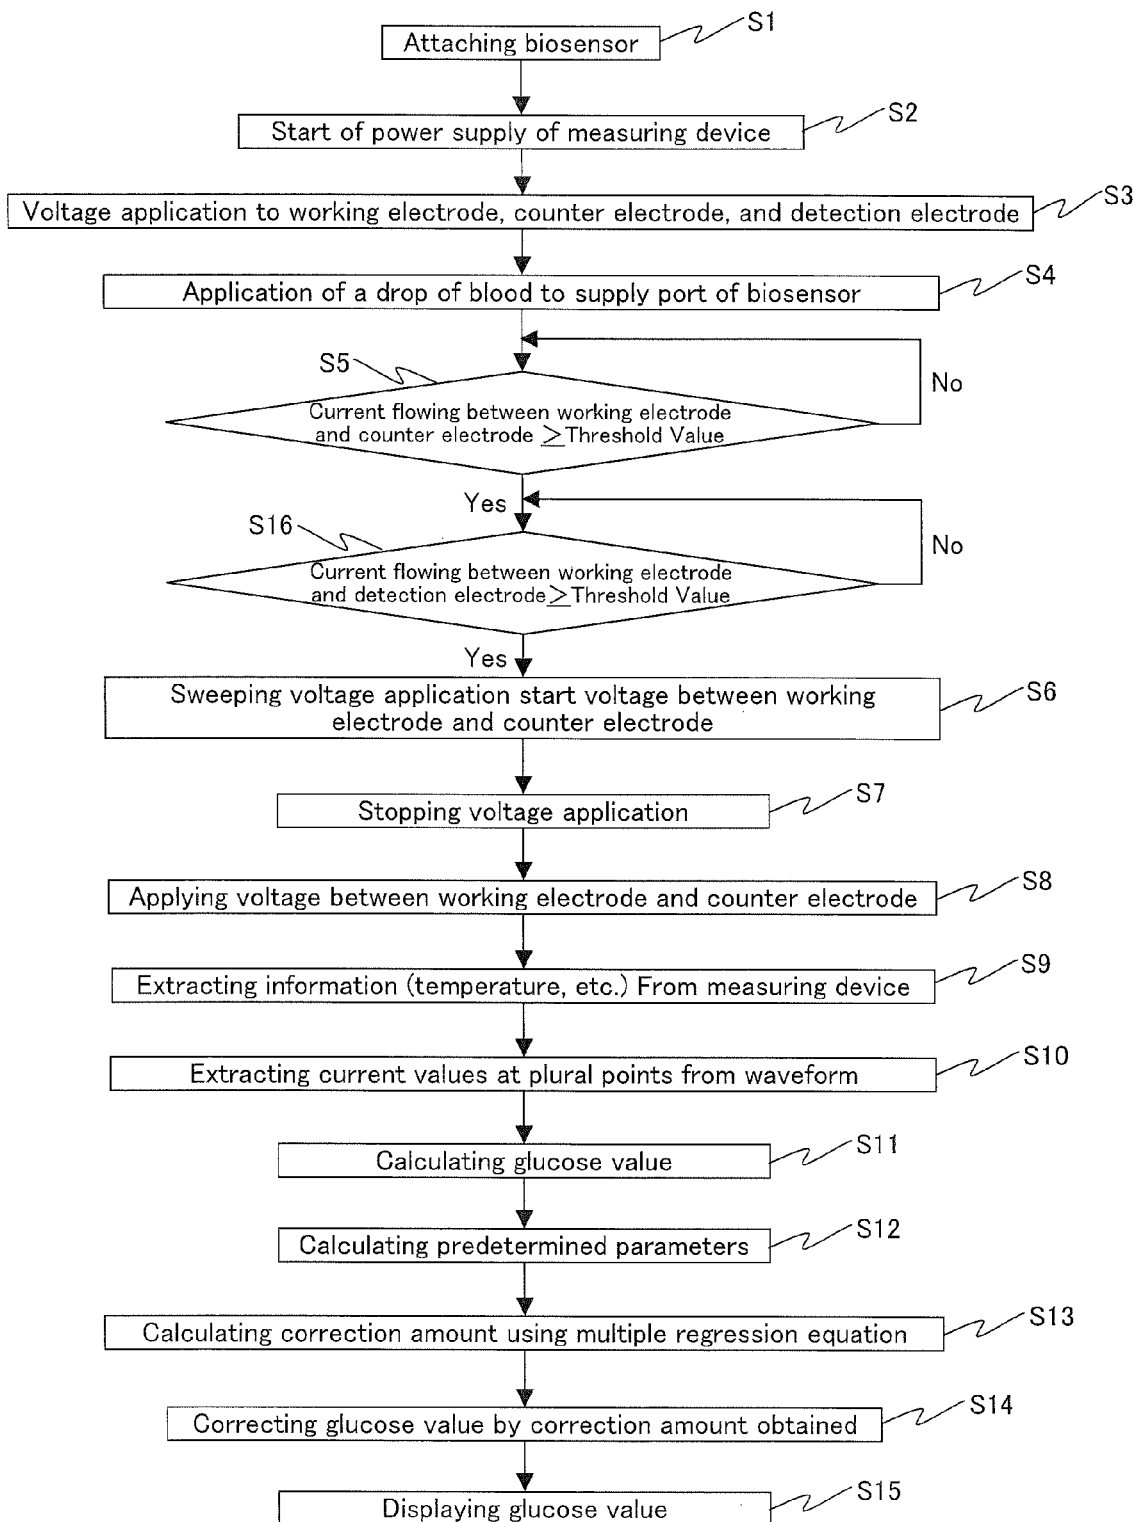 S1
Attaching biosensor
S2
Start of power supply of measuring device
S3
Voltage application to working electrode, counter electrode, and detection electrode
S4
Application of a drop of blood to supply port of biosensor
S5
No
Current flowing between working electrode
and counter electrode ≥Threshold Value
Yes
S16
No
Current flowing between working electrode
and detection electrode≥Threshold Value
Yes
S6
Sweeping voltage application start voltage between working
electrode and counter electrode
S7
Stopping voltage application
S8
Applying voltage between working electrode and counter electrode
S9
Extracting information (temperature, etc.) From measuring device
S10
Extracting current values at plural points from waveform
S11
Calculating glucose value
S12
Calculating predetermined parameters
S13
Calculating correction amount using multiple regression equation
S14
Correcting glucose value by correction amount obtained
S15
Displaying glucose value